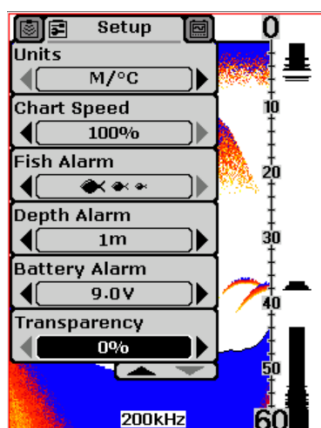 Setup
Units
M/°C
Chart Speed
100%
Fish Alarm
Depth Alarm
1m
Battery Alarm
9.0V
Transparency
0%
200kHz
0
10
20
30
40
50
60